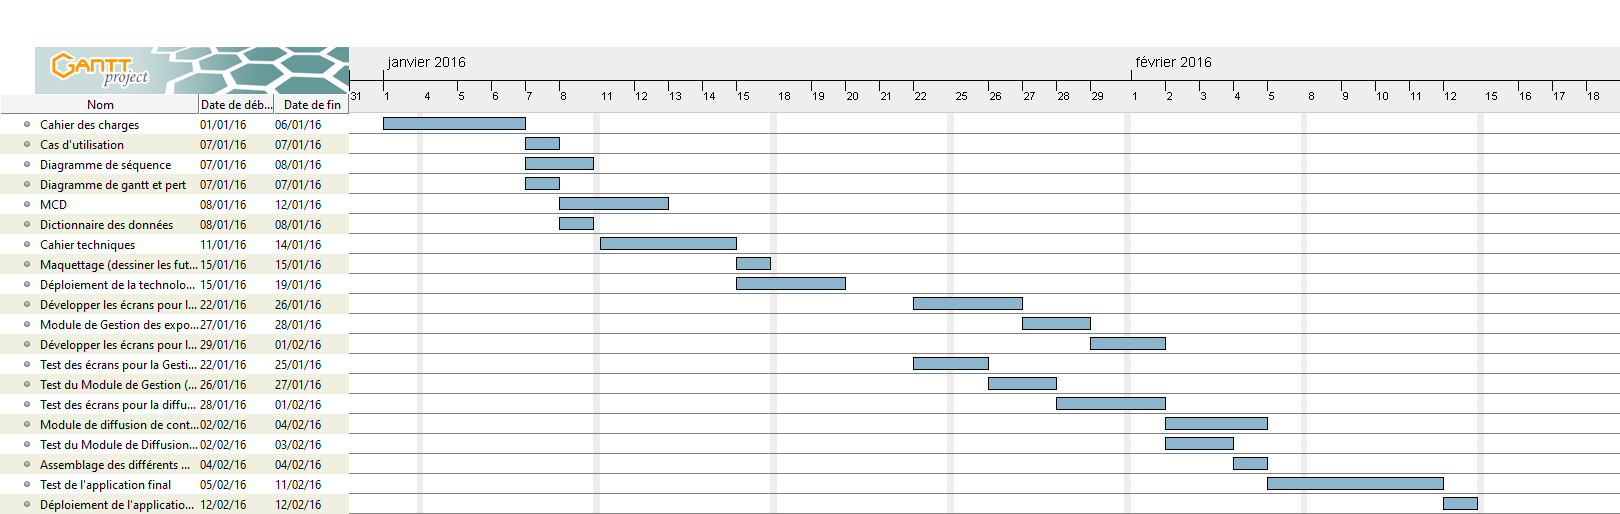 GANTT
project
janvier 2016 février 2016
31 1 4 5 6 7 8 11 12 13 14 15 18 19 20 21 22 25 26 27 28 29 1 2 3 4 5 8 9 10 11 12 15 16 17 18
Nom Date de déb... Date de fin
Cahier des charges 01/01/16 06/01/16
Cas d'utilisation 07/01/16 07/01/16
Diagramme de séquence 07/01/16 08/01/16
Diagramme de gantt et pert 07/01/16 07/01/16
MCD 08/01/16 12/01/16
Dictionnaire des données 08/01/16 08/01/16
Cahier techniques 11/01/16 14/01/16
Maquettage (dessiner les fut... 15/01/16 15/01/16
Déploiement de la technolo... 15/01/16 19/01/16
Développer les écrans pour l... 22/01/16 26/01/16
Module de Gestion des expo... 27/01/16 28/01/16
Développer les écrans pour l... 29/01/16 01/02/16
Test des écrans pour la Gesti... 22/01/16 25/01/16
Test du Module de Gestion (... 26/01/16 27/01/16
Test des écrans pour la diffu... 28/01/16 01/02/16
Module de diffusion de cont... 02/02/16 04/02/16
Test du Module de Diffusion... 02/02/16 03/02/16
Assemblage des différents ... 04/02/16 04/02/16
Test de l'application final 05/02/16 11/02/16
Déploiement de l'applicatio... 12/02/16 12/02/16